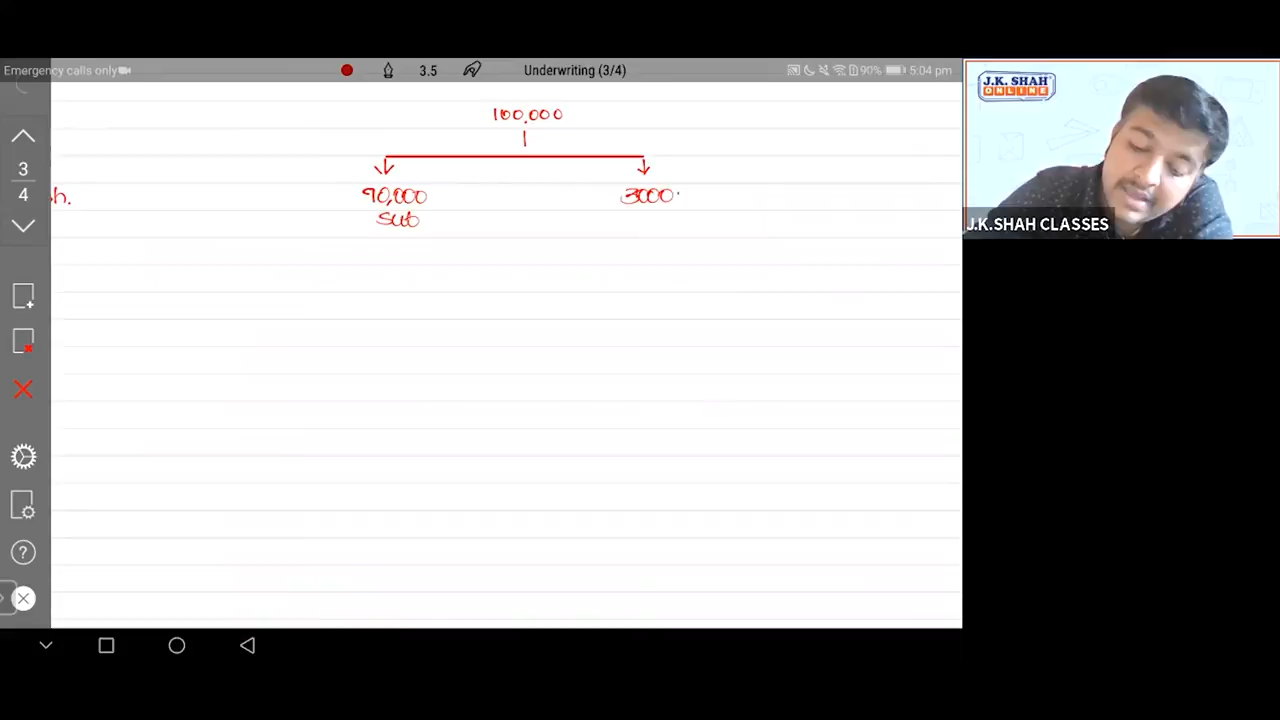 Emergency calls only
3.5
Underwriting (3/4)
90% 5:04 pm
J.K. SHAH
ONLINE
100.000
3
4
h.
90,000
3000
Sub
J.K.SHAH CLASSES
?